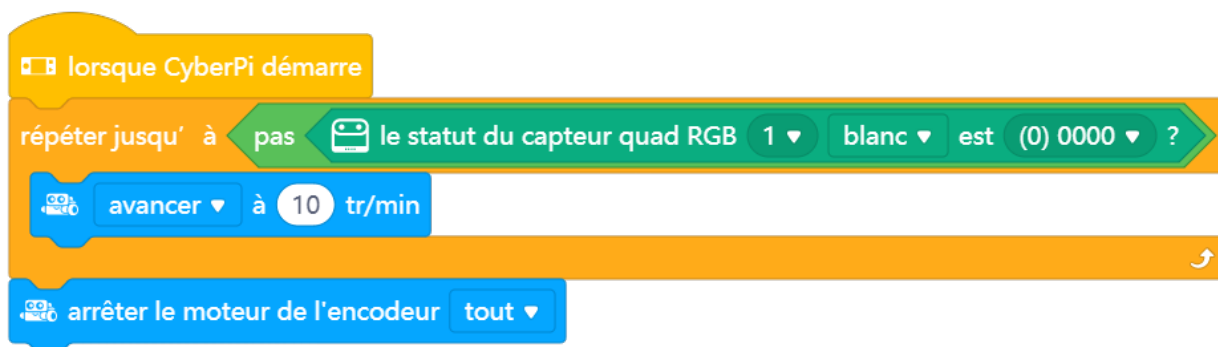 lorsque CyberPi démarre
répéter jusqu' à pas le statut du capteur quad RGB 1 blanc est (0) 0000 ?
avancer à 10 tr/min
arrêter le moteur de l'encodeur tout